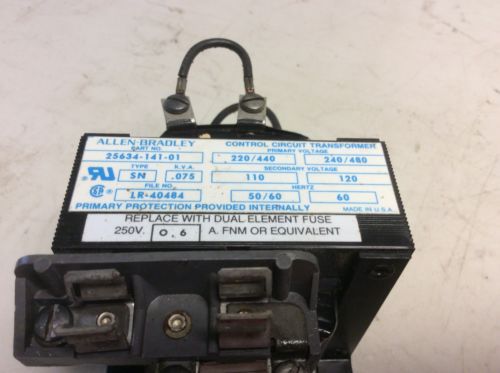 ALLEN-BRADLEY CONTROL CIRCUIT TRANSFORMER
PART NO. PRIMARY VOLTAGE
25634-141-01 220/440 240/480
TYPE K.V.A. SECONDARY VOLTAGE
SN .075 110 120
FILE NO. HERTZ
LR-40484 50/60 60
PRIMARY PROTECTION PROVIDED INTERNALLY MADE IN U.S.A.
REPLACE WITH DUAL ELEMENT FUSE
250V. 0.6 A. FNM OR EQUIVALENT